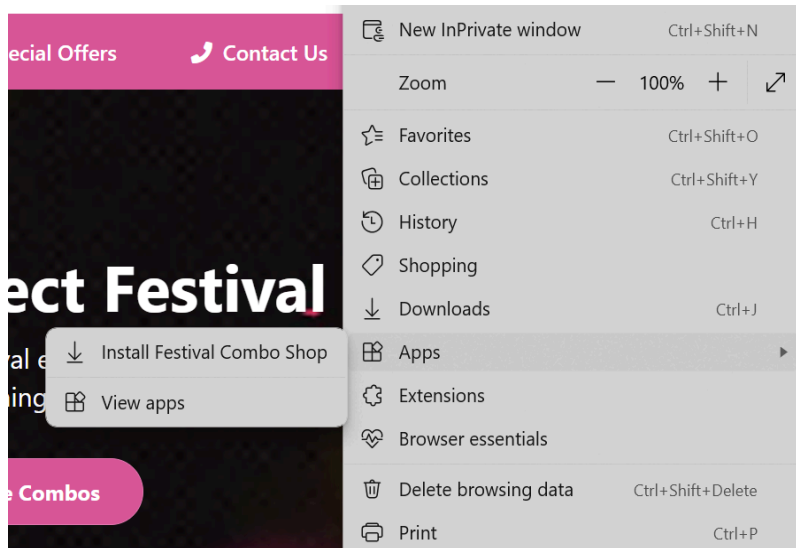 ecial Offers
Contact Us
ect Festival
val e
ning
Combos
New InPrivate window Ctrl+Shift+N
Zoom 100%
Favorites Ctrl+Shift+O
Collections Ctrl+Shift+Y
History Ctrl+H
Shopping
Downloads Ctrl+J
Apps
Install Festival Combo Shop
View apps
Extensions
Browser essentials
Delete browsing data Ctrl+Shift+Delete
Print Ctrl+P